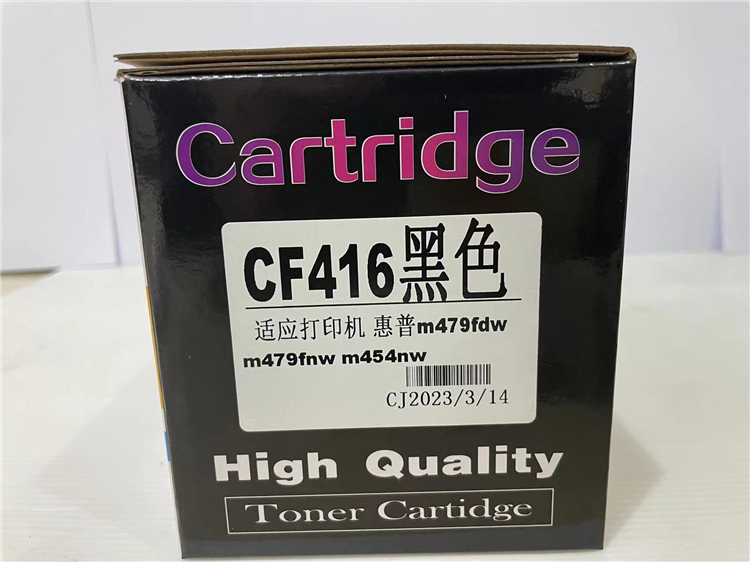 Cartridge
CF416黑色
适应打印机 惠普m479fdw
m479fnw m454nw
CJ2023/3/14
High Quality
Toner Cartidge